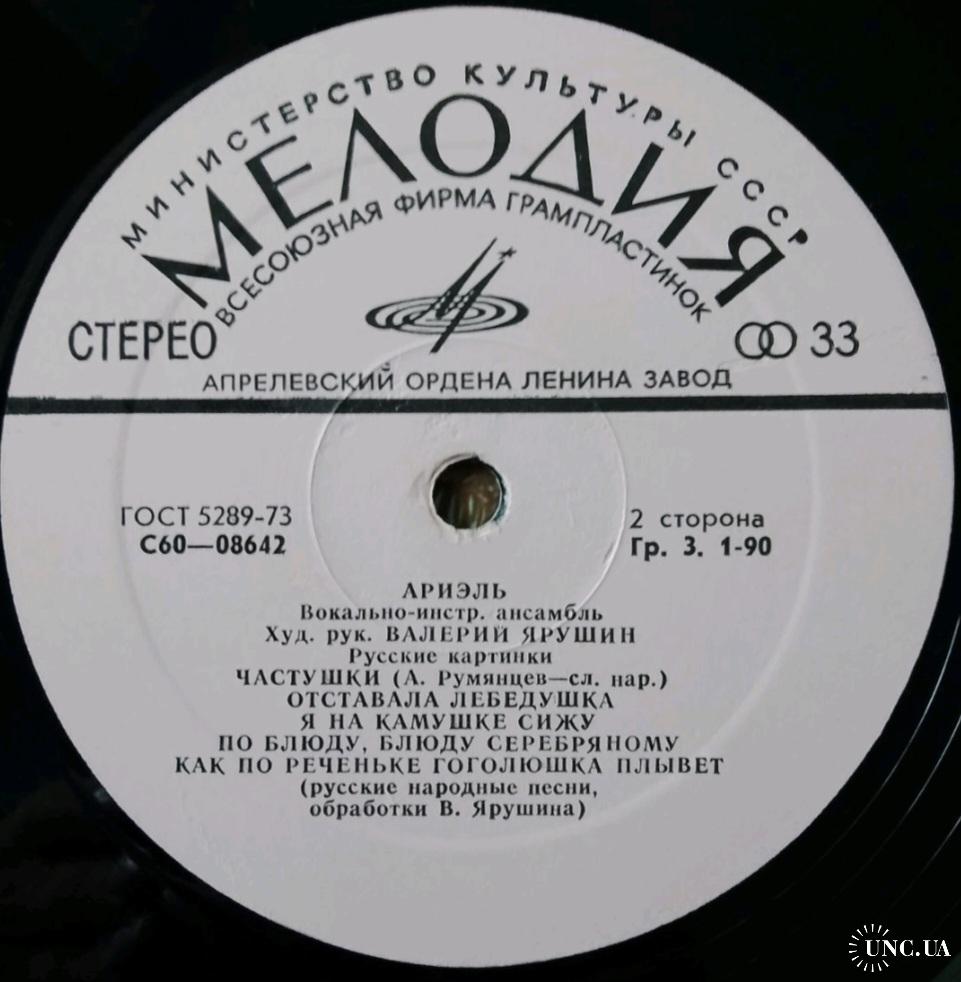 МИНИСТЕРСТВО КУЛЬТУРЫ СССР
МЕЛОДИЯ
ВСЕСОЮЗНАЯ ФИРМА ГРАМПЛАСТИНОК
СТЕРЕО
33
АПРЕЛЕВСКИЙ ОРДЕНА ЛЕНИНА ЗАВОД
ГОСТ 5289-73
С60—08642
2 сторона
Гр. 3. 1-90
АРИЭЛЬ
Вокально-инстр. ансамбль
Худ. рук. ВАЛЕРИЙ ЯРУШИН
Русские картинки
ЧАСТУШКИ (А. Румянцев—сл. нар.)
ОТСТАВАЛА ЛЕБЕДУШКА
Я НА КАМУШКЕ СИЖУ
ПО БЛЮДУ, БЛЮДУ СЕРЕБРЯНОМУ
КАК ПО РЕЧЕНЬКЕ ГОГОЛЮШКА ПЛЫВЕТ
(русские народные песни,
обработки В. Ярушина)
UNC.UA